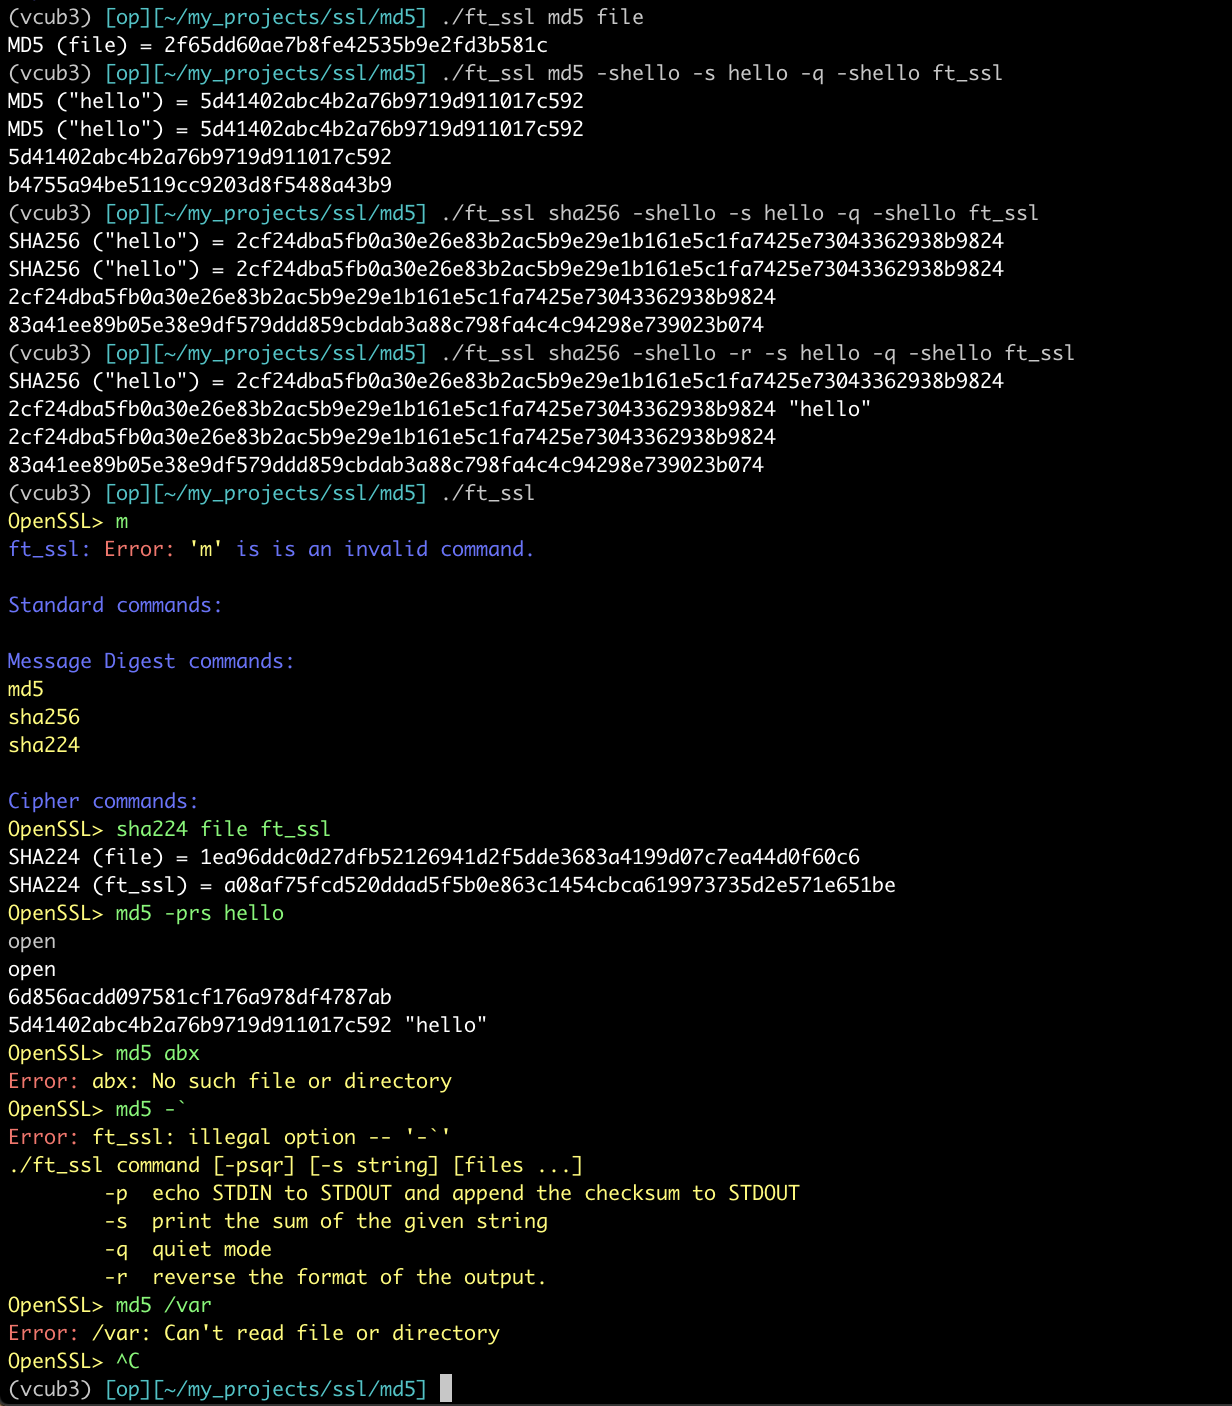 (vcub3) [op][~/my_projects/ssl/md5] ./ft_ssl md5 file
MD5 (file) = 2f65dd60ae7b8fe42535b9e2fd3b581c
(vcub3) [op][~/my_projects/ssl/md5] ./ft_ssl md5 -shello -s hello -q -shello ft_ssl
MD5 ("hello") = 5d41402abc4b2a76b9719d911017c592
MD5 ("hello") = 5d41402abc4b2a76b9719d911017c592
5d41402abc4b2a76b9719d911017c592
b4755a94be5119cc9203d8f5488a43b9
(vcub3) [op][~/my_projects/ssl/md5] ./ft_ssl sha256 -shello -s hello -q -shello ft_ssl
SHA256 ("hello") = 2cf24dba5fb0a30e26e83b2ac5b9e29e1b161e5c1fa7425e73043362938b9824
SHA256 ("hello") = 2cf24dba5fb0a30e26e83b2ac5b9e29e1b161e5c1fa7425e73043362938b9824
2cf24dba5fb0a30e26e83b2ac5b9e29e1b161e5c1fa7425e73043362938b9824
83a41ee89b05e38e9df579ddd859cbdab3a88c798fa4c4c94298e739023b074
(vcub3) [op][~/my_projects/ssl/md5] ./ft_ssl sha256 -shello -r -s hello -q -shello ft_ssl
SHA256 ("hello") = 2cf24dba5fb0a30e26e83b2ac5b9e29e1b161e5c1fa7425e73043362938b9824
2cf24dba5fb0a30e26e83b2ac5b9e29e1b161e5c1fa7425e73043362938b9824 "hello"
2cf24dba5fb0a30e26e83b2ac5b9e29e1b161e5c1fa7425e73043362938b9824
83a41ee89b05e38e9df579ddd859cbdab3a88c798fa4c4c94298e739023b074
(vcub3) [op][~/my_projects/ssl/md5] ./ft_ssl
OpenSSL> m
ft_ssl: Error: 'm' is is an invalid command.
Standard commands:
Message Digest commands:
md5
sha256
sha224
Cipher commands:
OpenSSL> sha224 file ft_ssl
SHA224 (file) = 1ea96ddc0d27dfb52126941d2f5dde3683a4199d07c7ea44d0f60c6
SHA224 (ft_ssl) = a08af75fcd520ddad5f5b0e863c1454cbca619973735d2e571e651be
OpenSSL> md5 -prs hello
open
open
6d856acdd097581cf176a978df4787ab
5d41402abc4b2a76b9719d911017c592 "hello"
OpenSSL> md5 abx
Error: abx: No such file or directory
OpenSSL> md5 -`
Error: ft_ssl: illegal option -- '-`'
./ft_ssl command [-psqr] [-s string] [files ...]
-p  echo STDIN to STDOUT and append the checksum to STDOUT
-s  print the sum of the given string
-q  quiet mode
-r  reverse the format of the output.
OpenSSL> md5 /var
Error: /var: Can't read file or directory
OpenSSL> ^C
(vcub3) [op][~/my_projects/ssl/md5]